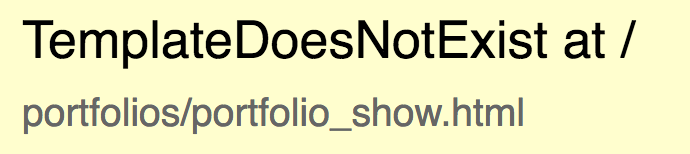 TemplateDoesNotExist at /
portfolios/portfolio_show.html